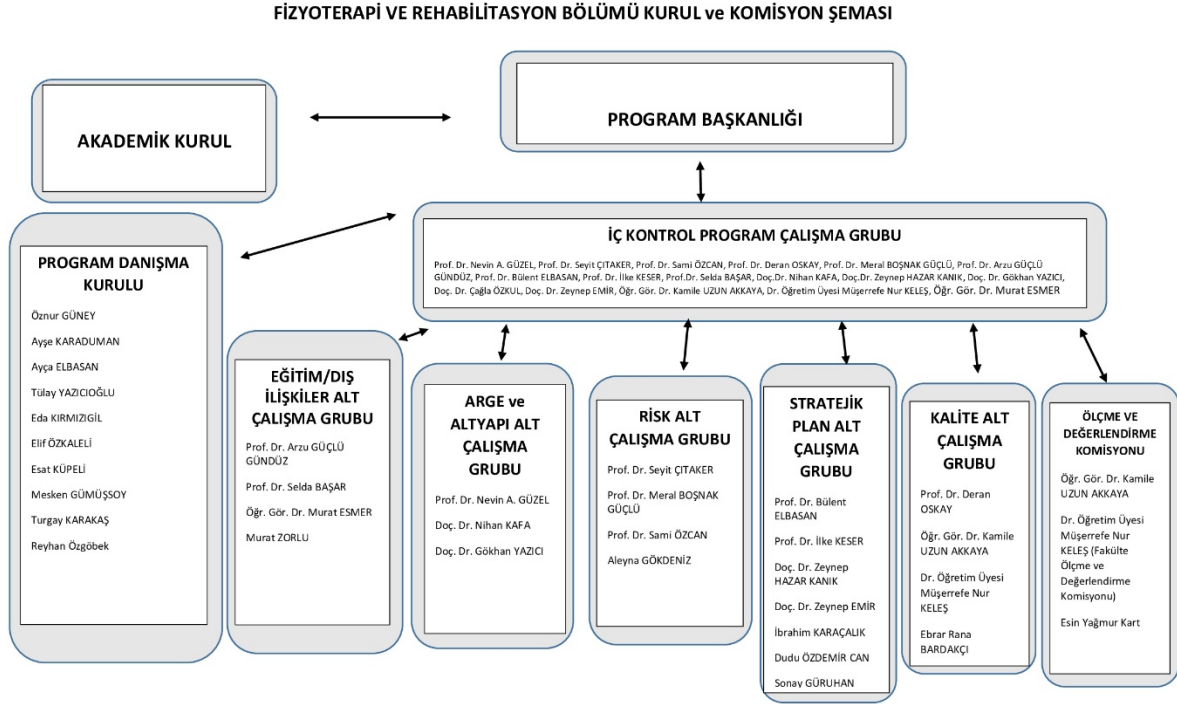 FİZYOTERAPİ VE REHABİLİTASYON BÖLÜMÜ KURUL ve KOMİSYON ŞEMASI
AKADEMİK KURUL
PROGRAM BAŞKANLIĞI
İÇ KONTROL PROGRAM ÇALIŞMA GRUBU
Prof. Dr. Nevin A. GÜZEL, Prof. Dr. Seyit ÇITAKER, Prof. Dr. Sami ÖZCAN, Prof. Dr. Deran OSKAY, Prof. Dr. Meral BOŞNAK GÜÇLÜ, Prof. Dr. Arzu GÜÇLÜ
GÜNDÜZ, Prof. Dr. Bülent ELBASAN, Prof. Dr. İlke KESER, Prof.Dr. Selda BAŞAR, Doç.Dr. Nihan KAFA, Doç.Dr. Zeynep HAZAR KANIK, Doç. Dr. Gökhan YAZICI,
Doç. Dr. Çağla ÖZKUL, Doç. Dr. Zeynep EMİR, Öğr. Gör. Dr. Kamile UZUN AKKAYA, Dr. Öğretim Üyesi Müşerrefe Nur KELEŞ, Öğr. Gör. Dr. Murat ESMER
PROGRAM DANIŞMA
KURULU
Öznur GÜNEY
Ayşe KARADUMAN
Ayça ELBASAN
Tülay YAZICIOĞLU
Eda KIRMIZIGİL
Elif ÖZKALELİ
Esat KÜPELİ
Mesken GÜMÜŞSOY
Turgay KARAKAŞ
Reyhan Özgöbek
EĞİTİM/DIŞ
İLİŞKİLER ALT
ÇALIŞMA GRUBU
Prof. Dr. Arzu GÜÇLÜ
GÜNDÜZ
Prof. Dr. Selda BAŞAR
Öğr. Gör. Dr. Murat ESMER
Murat ZORLU
ARGE ve
ALTYAPI ALT
ÇALIŞMA
GRUBU
Prof. Dr. Nevin A. GÜZEL
Doç. Dr. Nihan KAFA
Doç. Dr. Gökhan YAZICI
RİSK ALT
ÇALIŞMA GRUBU
Prof. Dr. Seyit ÇITAKER
Prof. Dr. Meral BOŞNAK
GÜÇLÜ
Prof. Dr. Sami ÖZCAN
Aleyna GÖKDENİZ
STRATEJİK
PLAN ALT
ÇALIŞMA
GRUBU
Prof. Dr. Bülent
ELBASAN
Prof. Dr. İlke KESER
Doç. Dr. Zeynep
HAZAR KANIK
Doç. Dr. Zeynep EMİR
İbrahim KARAÇALIK
Dudu ÖZDEMİR CAN
Sonay GÜRUHAN
KALİTE ALT
ÇALIŞMA
GRUBU
Prof. Dr. Deran
OSKAY
Öğr. Gör. Dr. Kamile
UZUN AKKAYA
Dr. Öğretim Üyesi
Müşerrefe Nur
KELEŞ
Ebrar Rana
BARDAKÇI
ÖLÇME VE
DEĞERLENDİRME
KOMİSYONU
Öğr. Gör. Dr. Kamile
UZUN AKKAYA
Dr. Öğretim Üyesi
Müşerrefe Nur
KELEŞ (Fakülte
Ölçme ve
Değerlendirme
Komisyonu)
Esin Yağmur Kart